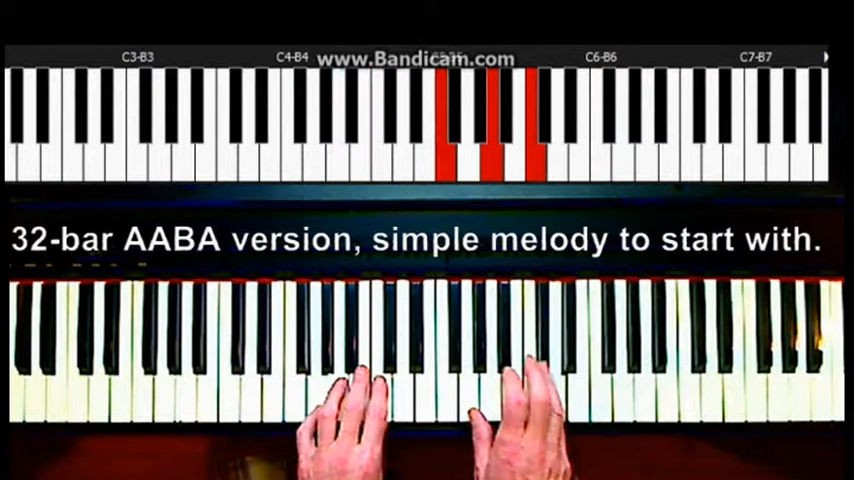 C3-B3 C4-B4 www.Bandicam.com C6-B6 C7-B7
32-bar AABA version, simple melody to start with.